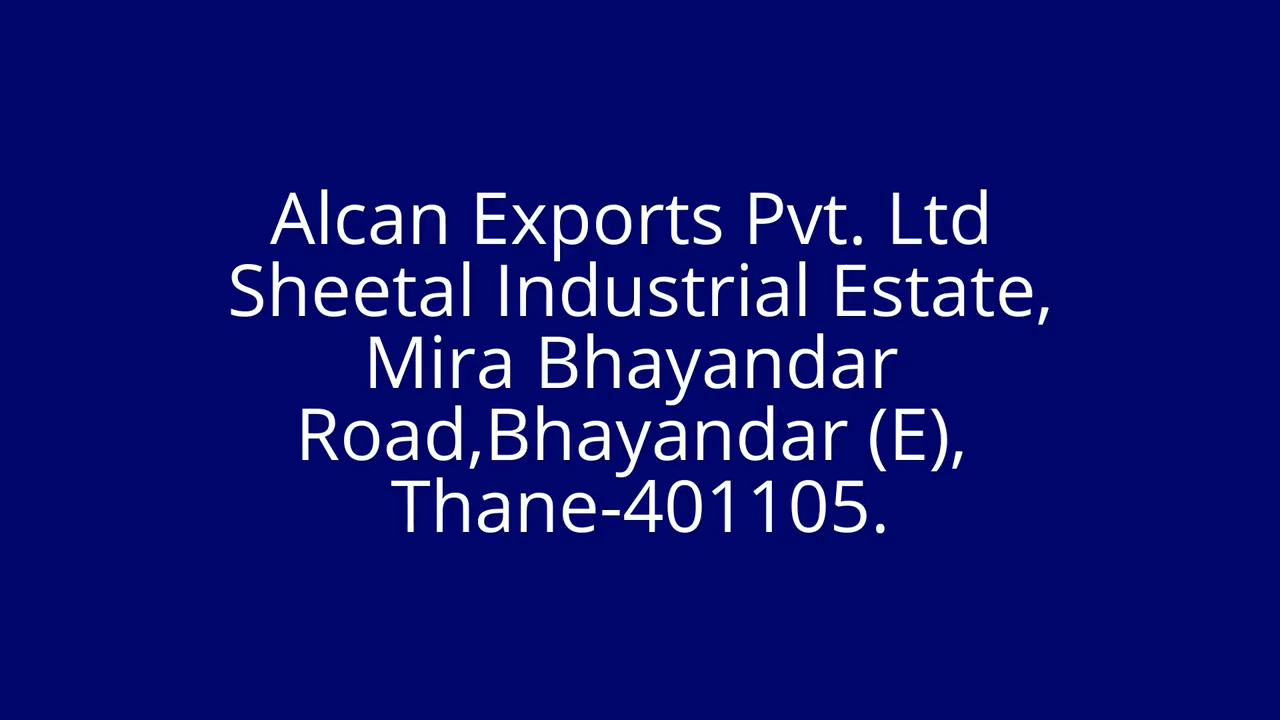 Alcan Exports Pvt. Ltd
Sheetal Industrial Estate,
Mira Bhayandar
Road,Bhayandar (E),
Thane-401105.